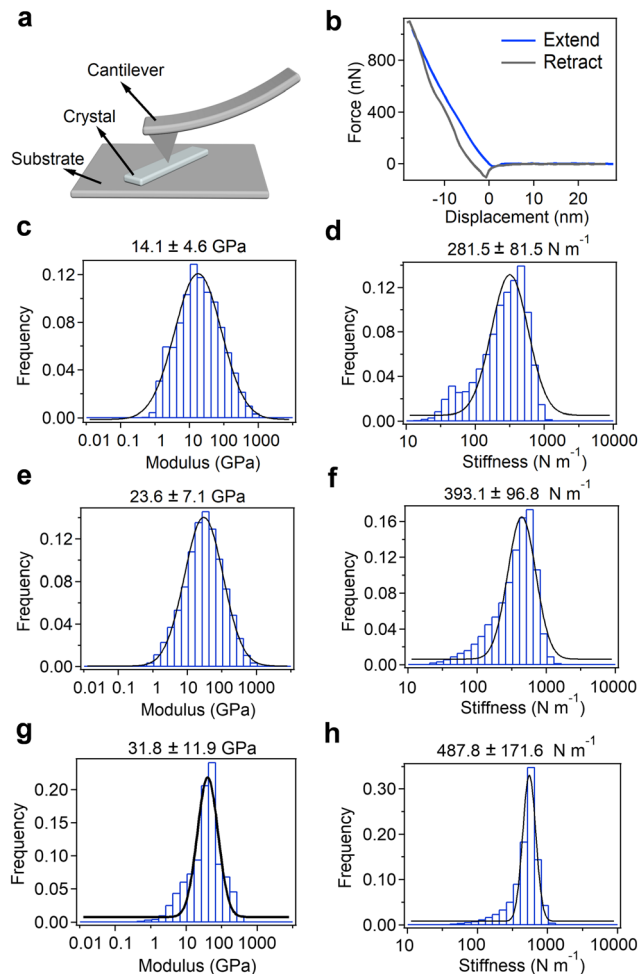 a
Cantilever
Crystal
Substrate
b
Extend
Retract
Force (nN)
800
400
0
-10 0 10 20
Displacement (nm)
c
14.1 ± 4.6 GPa
Frequency
0.12
0.08
0.04
0.00
0.01 0.1 1 10 100 1000
Modulus (GPa)
d
281.5 ± 81.5 N m-1
Frequency
0.12
0.08
0.04
0.00
10 100 1000 10000
Stiffness (N m-1)
e
23.6 ± 7.1 GPa
Frequency
0.12
0.08
0.04
0.00
0.01 0.1 1 10 100 1000
Modulus (GPa)
f
393.1 ± 96.8 N m-1
Frequency
0.16
0.12
0.08
0.04
0.00
10 100 1000 10000
Stiffness (N m-1)
g
31.8 ± 11.9 GPa
Frequency
0.20
0.15
0.10
0.05
0.00
0.01 0.1 1 10 100 1000
Modulus (GPa)
h
487.8 ± 171.6 N m-1
Frequency
0.30
0.20
0.10
0.00
10 100 1000 10000
Stiffness (N m-1)